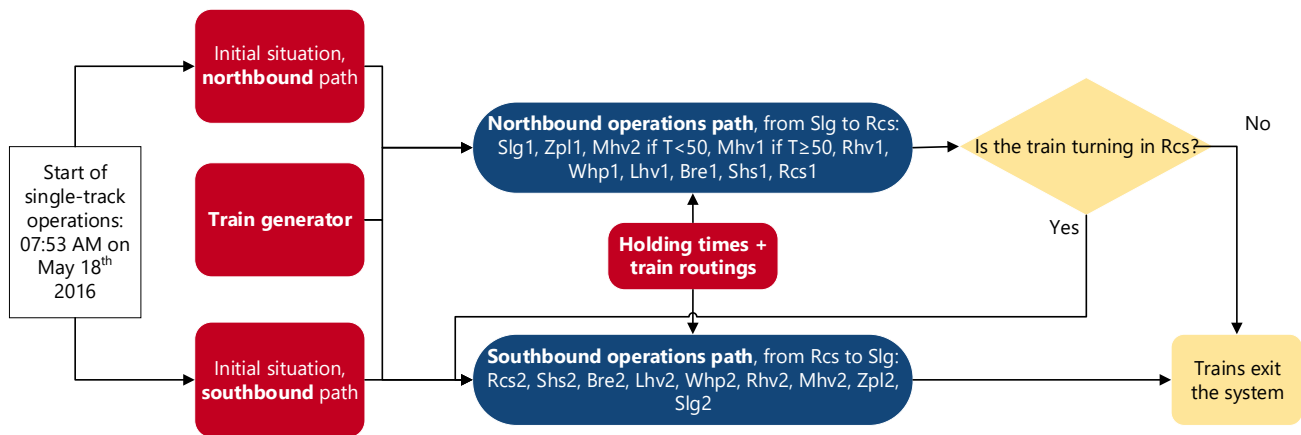 Start of
single-track
operations:
07:53 AM on
May 18th
2016
Initial situation,
northbound path
Train generator
Initial situation,
southbound path
Northbound operations path, from Slg to Rcs:
Slg1, Zpl1, Mhv2 if T<50, Mhv1 if T≥50, Rhv1,
Whp1, Lhv1, Bre1, Shs1, Rcs1
Holding times +
train routings
Southbound operations path, from Rcs to Slg:
Rcs2, Shs2, Bre2, Lhv2, Whp2, Rhv2, Mhv2, Zpl2,
Slg2
Is the train turning in Rcs?
No
Yes
Trains exit
the system